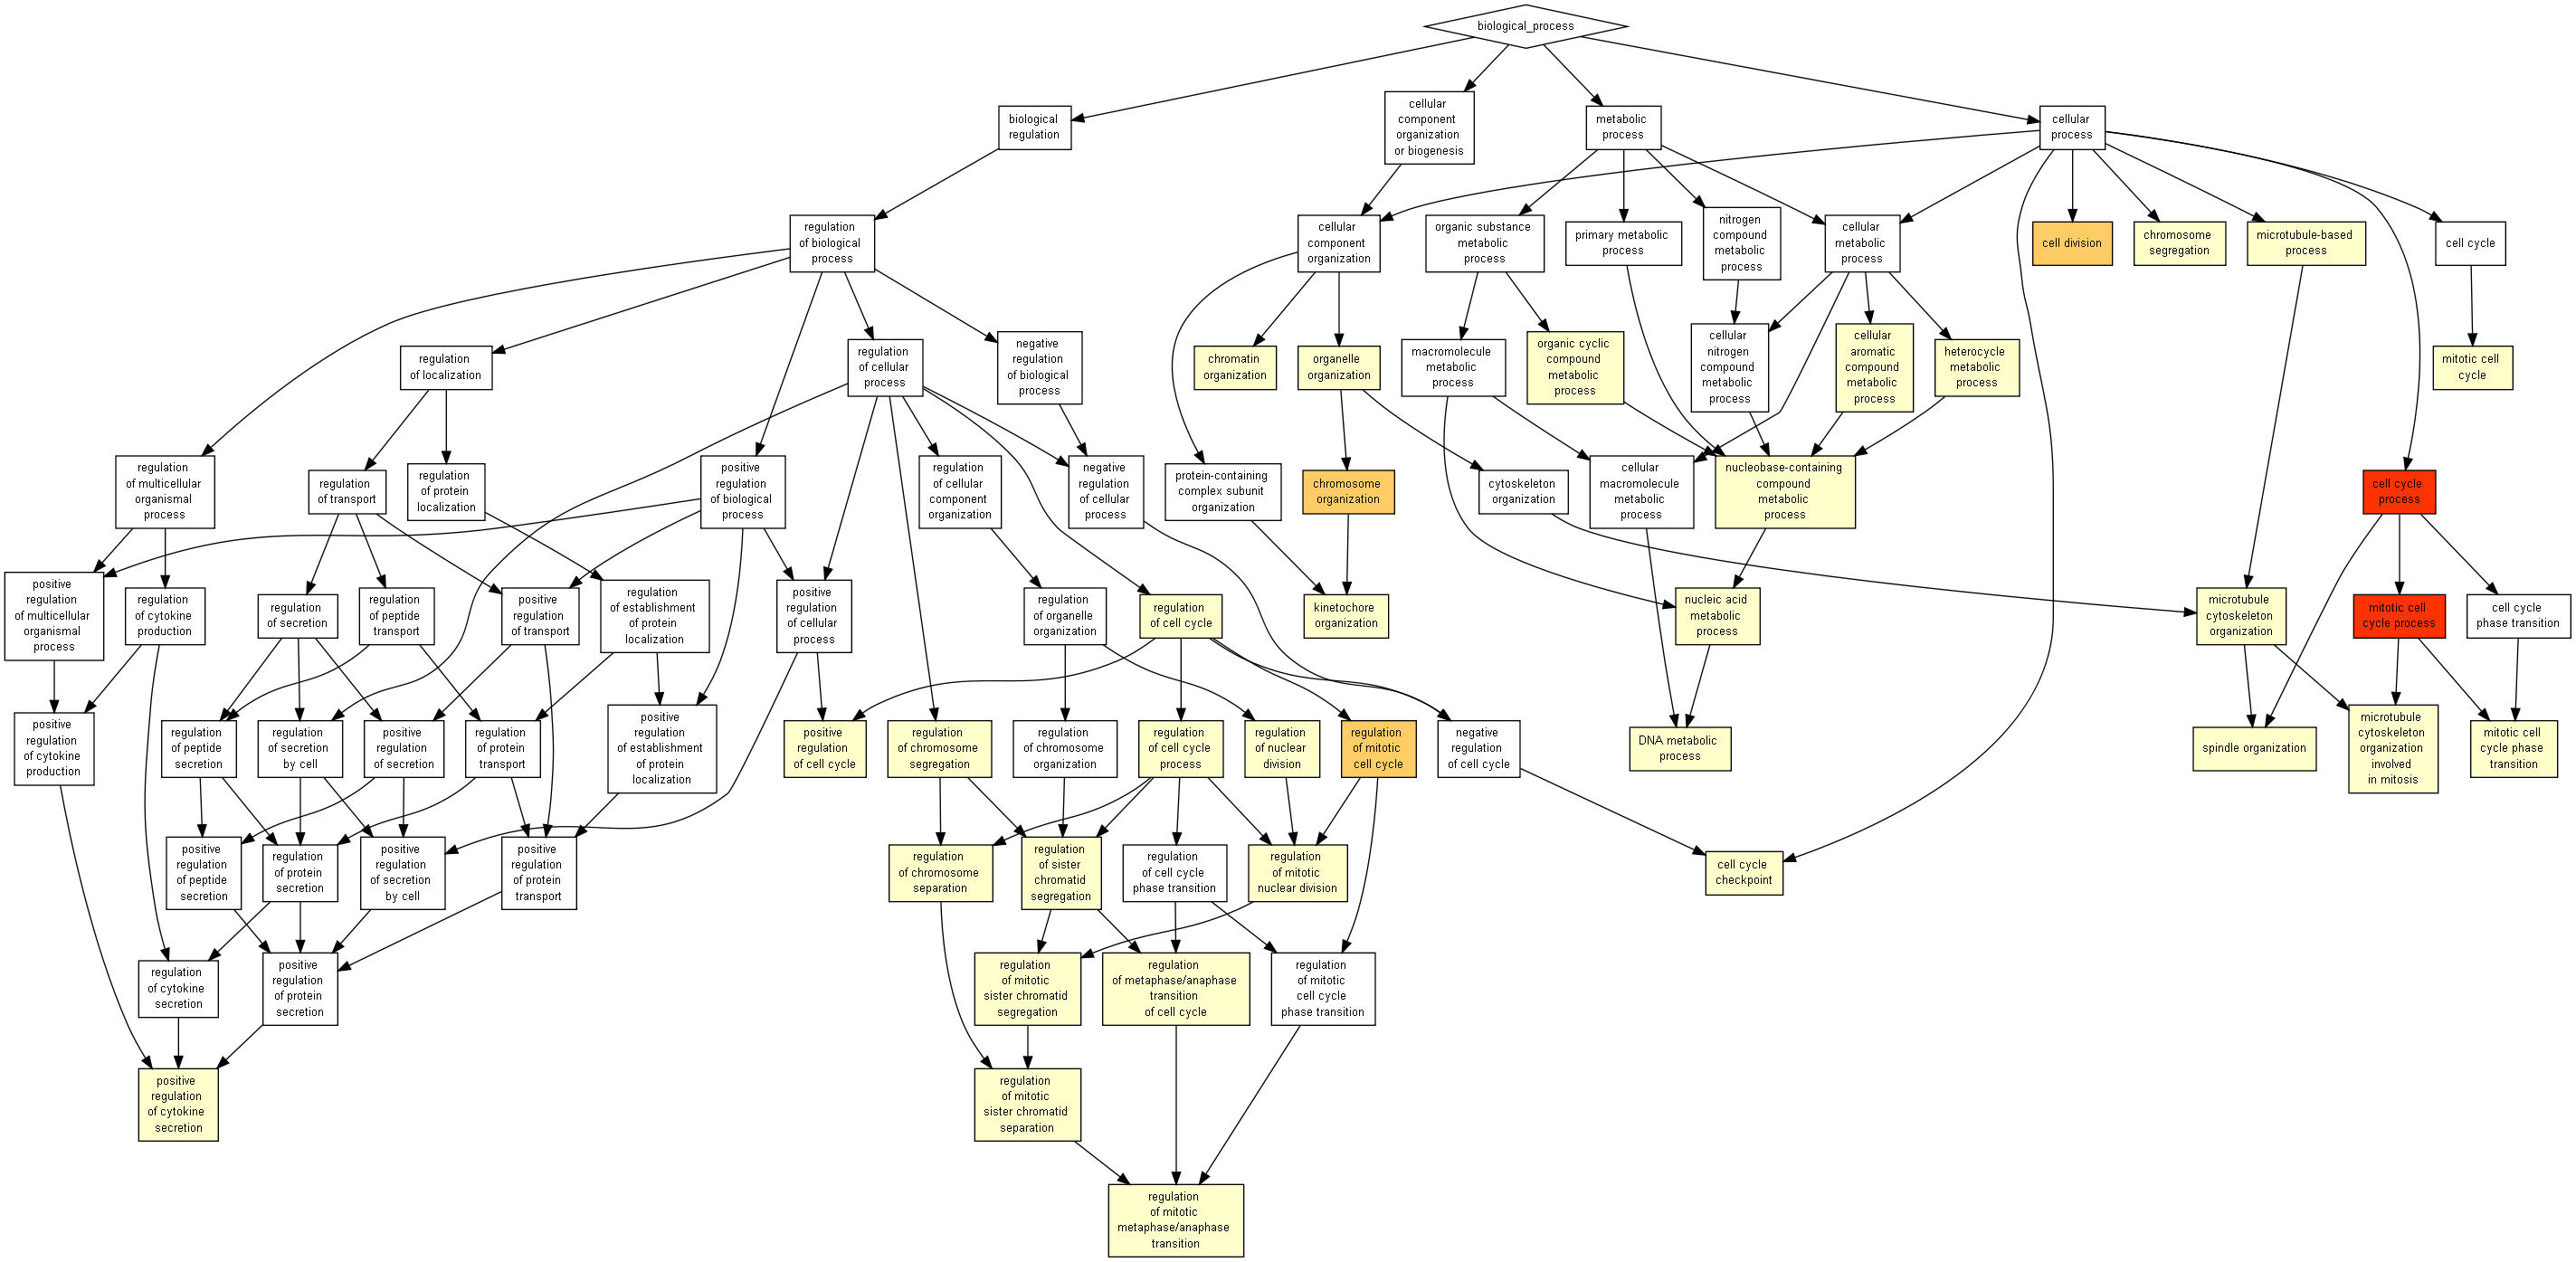 biological_process
biological
regulation
cellular
component
organization
or biogenesis
metabolic
process
cellular
process
regulation
of biological
process
cellular
component
organization
organic substance
metabolic
process
primary metabolic
process
nitrogen
compound
metabolic
process
cellular
metabolic
process
cell division
chromosome
segregation
microtubule-based
process
cell cycle
regulation
of localization
regulation
of cellular
process
negative
regulation
of biological
process
chromatin
organization
organelle
organization
macromolecule
metabolic
process
organic cyclic
compound
metabolic
process
cellular
nitrogen
compound
metabolic
process
cellular
aromatic
compound
metabolic
process
heterocycle
metabolic
process
mitotic cell
cycle
regulation
of multicellular
organismal
process
regulation
of transport
regulation
of protein
localization
positive
regulation
of biological
process
regulation
of cellular
component
organization
negative
regulation
of cellular
process
protein-containing
complex subunit
organization
chromosome
organization
cytoskeleton
organization
cellular
macromolecule
metabolic
process
nucleobase-containing
compound
metabolic
process
cell cycle
process
positive
regulation
of multicellular
organismal
process
regulation
of cytokine
production
regulation
of secretion
regulation
of peptide
transport
positive
regulation
of transport
regulation
of establishment
of protein
localization
positive
regulation
of cellular
process
regulation
of organelle
organization
regulation
of cell cycle
kinetochore
organization
nucleic acid
metabolic
process
microtubule
cytoskeleton
organization
mitotic cell
cycle process
cell cycle
phase transition
positive
regulation
of cytokine
production
regulation
of peptide
secretion
regulation
of secretion
by cell
positive
regulation
of secretion
regulation
of protein
transport
positive
regulation
of establishment
of protein
localization
positive
regulation
of cell cycle
regulation
of chromosome
segregation
regulation
of chromosome
organization
regulation
of cell cycle
process
regulation
of nuclear
division
regulation
of mitotic
cell cycle
negative
regulation
of cell cycle
DNA metabolic
process
spindle organization
microtubule
cytoskeleton
organization
involved
in mitosis
mitotic cell
cycle phase
transition
positive
regulation
of peptide
secretion
regulation
of protein
secretion
positive
regulation
of secretion
by cell
positive
regulation
of protein
transport
regulation
of chromosome
separation
regulation
of sister
chromatid
segregation
regulation
of cell cycle
phase transition
regulation
of mitotic
nuclear division
cell cycle
checkpoint
regulation
of cytokine
secretion
positive
regulation
of protein
secretion
regulation
of mitotic
sister chromatid
segregation
regulation
of metaphase/anaphase
transition
of cell cycle
regulation
of mitotic
cell cycle
phase transition
positive
regulation
of cytokine
secretion
regulation
of mitotic
sister chromatid
separation
regulation
of mitotic
metaphase/anaphase
transition